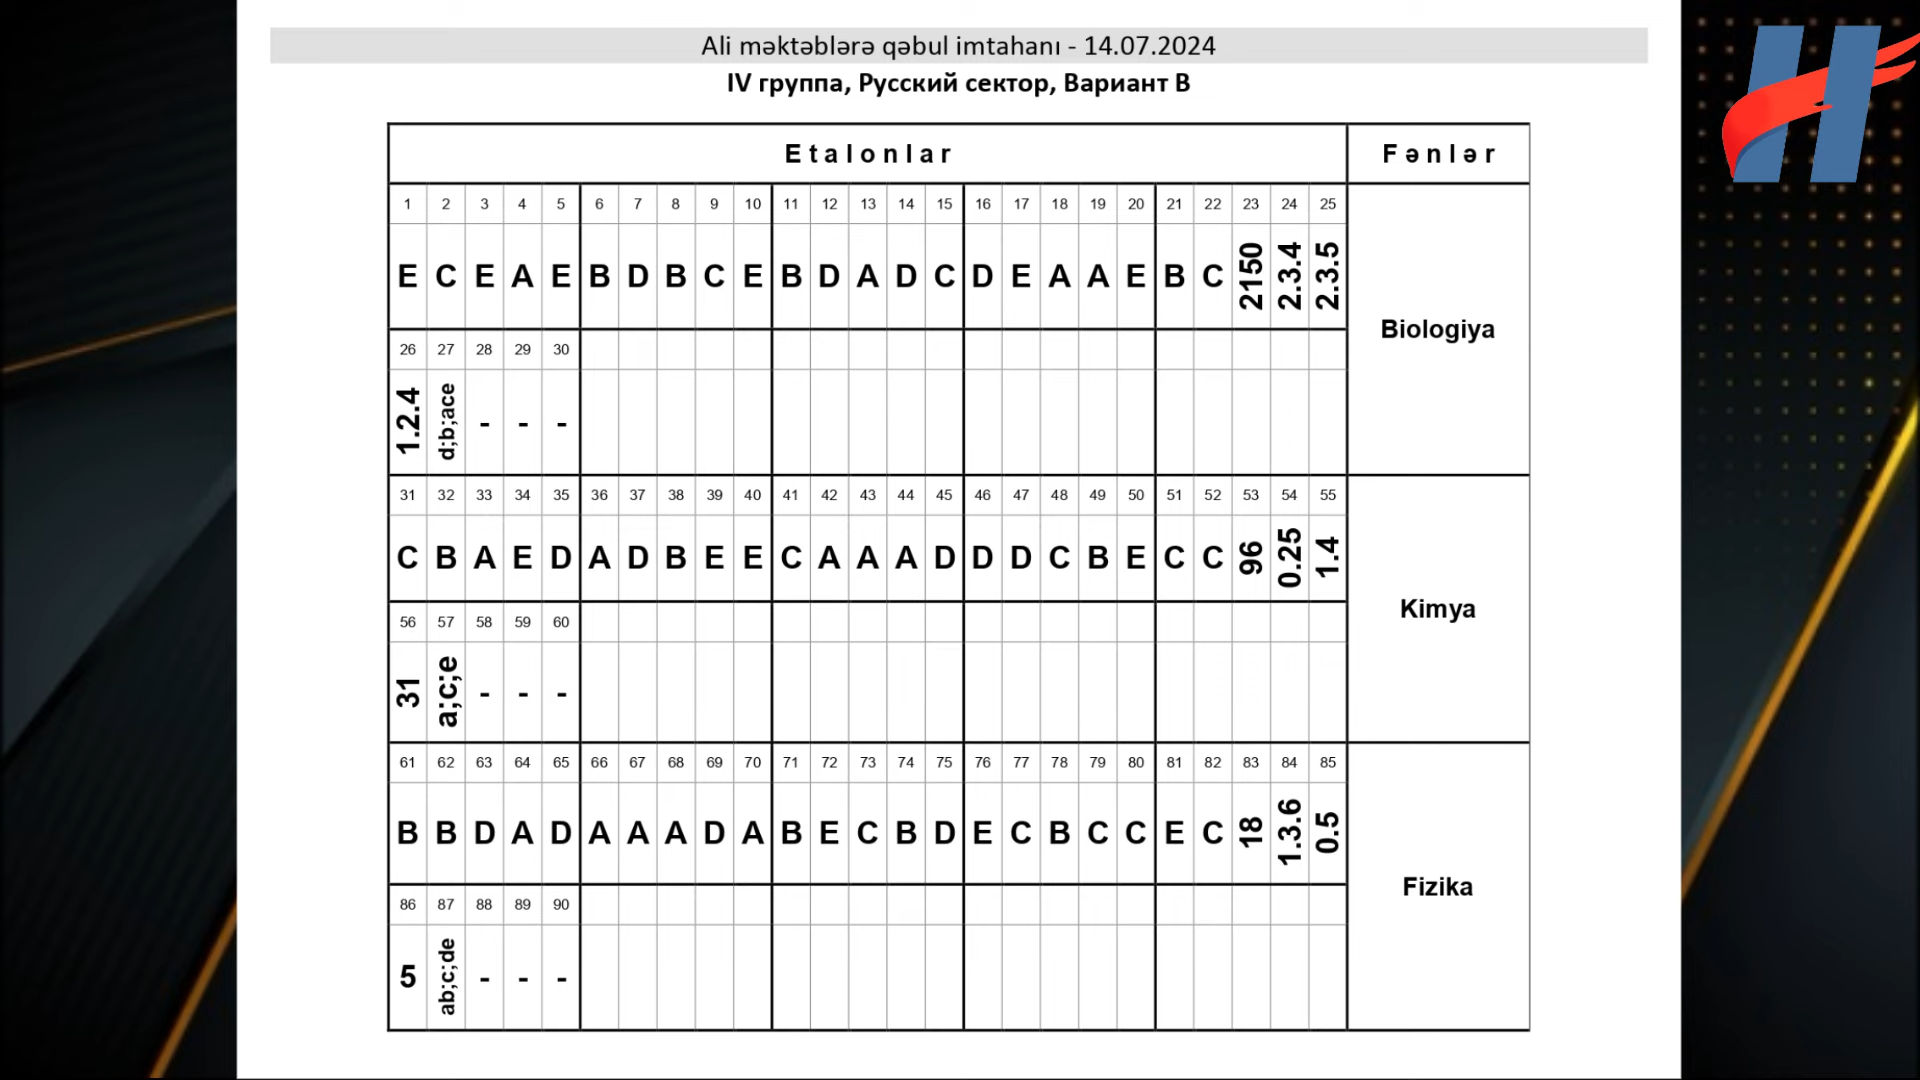 Ali məktəblərə qəbul imtahanı - 14.07.2024
IV группа, Русский сектор, Вариант B
Etalonlar Fənlər
1 2 3 4 5 6 7 8 9 10 11 12 13 14 15 16 17 18 19 20 21 22 23 24 25
E C E A E B D B C E B D A D C D E A A E B C 2150 2.3.4 2.3.5
Biologiya
26 27 28 29 30
1.2.4 d;b;ace - - -
31 32 33 34 35 36 37 38 39 40 41 42 43 44 45 46 47 48 49 50 51 52 53 54 55
C B A E D A D B E E C A A A D D D C B E C C 96 0.25 1.4
Kimya
56 57 58 59 60
31 a;c;e - - -
61 62 63 64 65 66 67 68 69 70 71 72 73 74 75 76 77 78 79 80 81 82 83 84 85
B B D A D A A A D A B E C B D E C B C C E C 18 1.3.6 0.5
Fizika
86 87 88 89 90
5 ab;c;de - - -